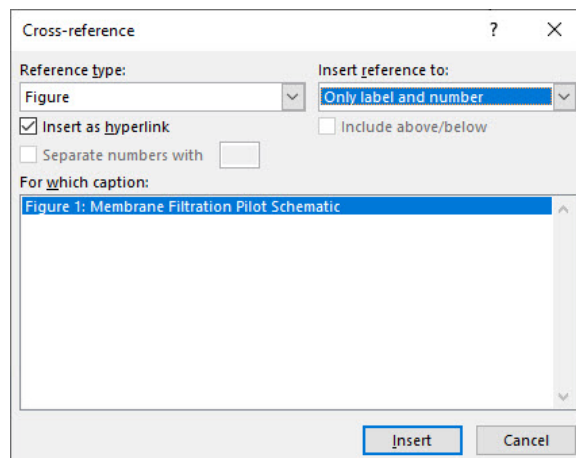 Cross-reference
?
Reference type:
Insert reference to:
Figure
Only label and number
Insert as hyperlink
Include above/below
Separate numbers with
For which caption:
Figure 1: Membrane Filtration Pilot Schematic
Insert
Cancel